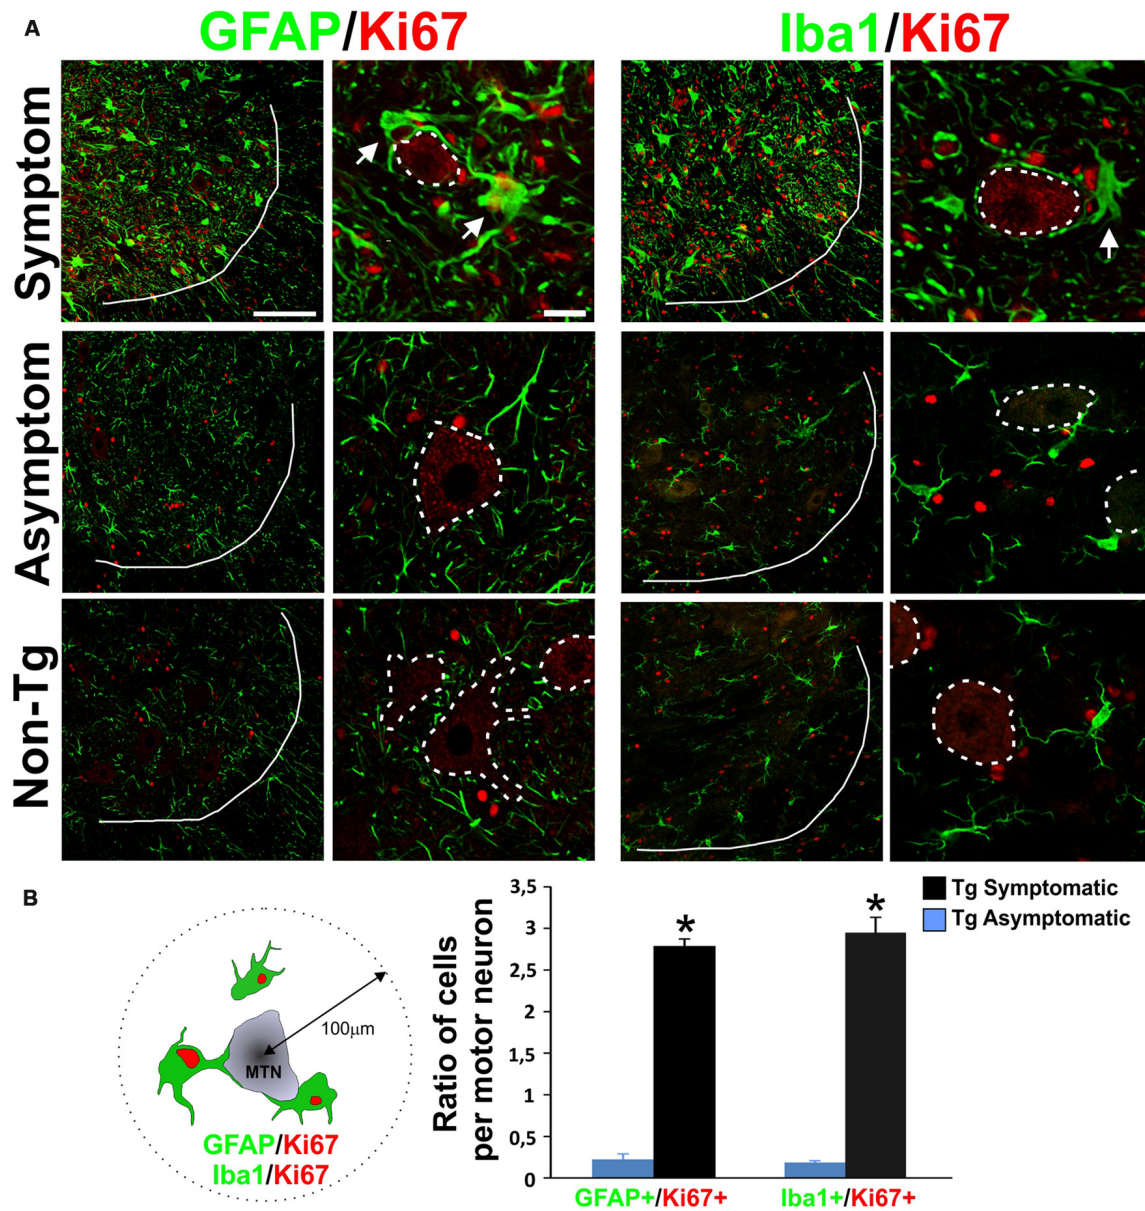 A
GFAP/Ki67
Iba1/Ki67
Symptom
Asymptom
Non-Tg
B
100µm
MTN
GFAP/Ki67
Iba1/Ki67
Ratio of cells
per motor neuron
3,5
3
2,5
2
1,5
1
0,5
0
*
*
GFAP+/Ki67+
Iba1+/Ki67+
Tg Symptomatic
Tg Asymptomatic